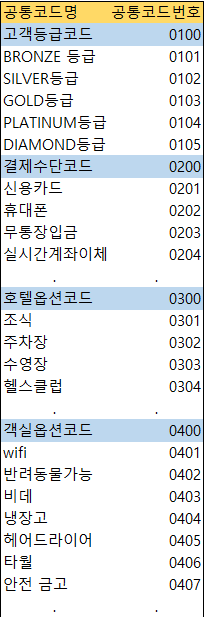 공통코드명 공통코드번호
고객등급코드 0100
BRONZE 등급 0101
SILVER등급 0102
GOLD등급 0103
PLATINUM등급 0104
DIAMOND등급 0105
결제수단코드 0200
신용카드 0201
휴대폰 0202
무통장입금 0203
실시간계좌이체 0204
. .
호텔옵션코드 0300
조식 0301
주차장 0302
수영장 0303
헬스클럽 0304
. .
객실옵션코드 0400
wifi 0401
반려동물가능 0402
비데 0403
냉장고 0404
헤어드라이어 0405
타월 0406
안전 금고 0407
. .